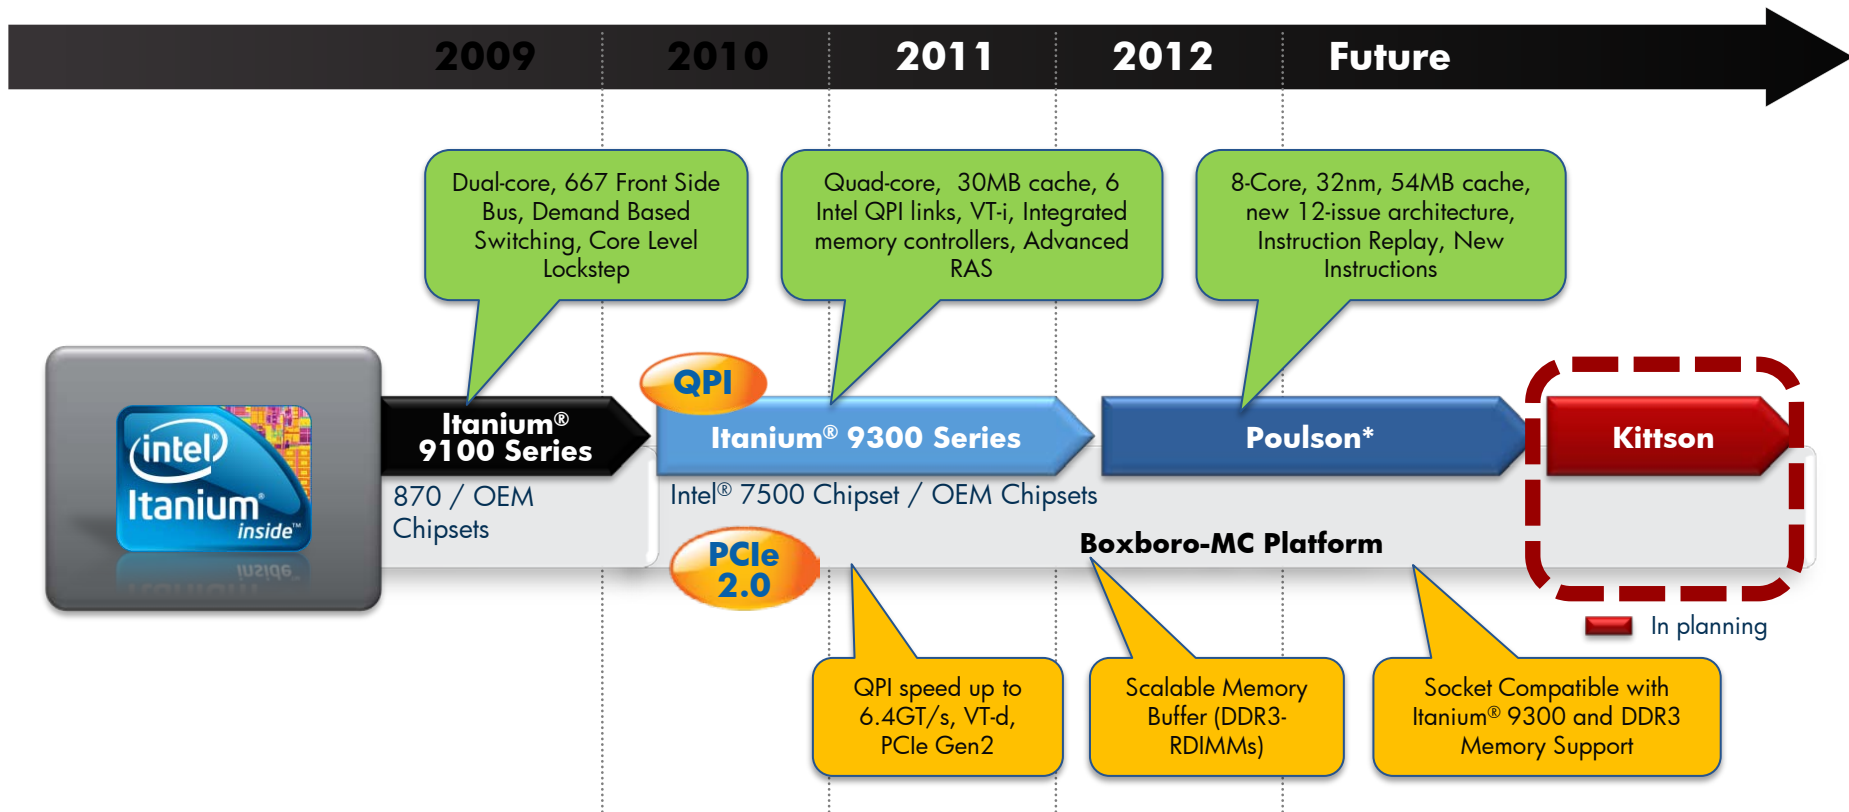 2009 2010 2011 2012 Future
Dual-core, 667 Front Side
Bus, Demand Based
Switching, Core Level
Lockstep
Quad-core, 30MB cache, 6
Intel QPI links, VT-i, Integrated
memory controllers, Advanced
RAS
8-Core, 32nm, 54MB cache,
new 12-issue architecture,
Instruction Replay, New
Instructions
intel®
Itanium®
inside™
inside
QPI
Itanium®
9100 Series
Itanium® 9300 Series
Poulson*
Kittson
870 / OEM
Chipsets
Intel® 7500 Chipset / OEM Chipsets
Boxboro-MC Platform
PCIe
2.0
In planning
QPI speed up to
6.4GT/s, VT-d,
PCIe Gen2
Scalable Memory
Buffer (DDR3-
RDIMMs)
Socket Compatible with
Itanium® 9300 and DDR3
Memory Support